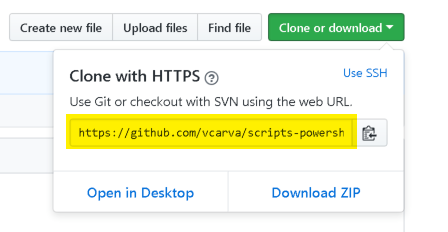 Create new file Upload files Find file Clone or download
Clone with HTTPS ? Use SSH
Use Git or checkout with SVN using the web URL.
https://github.com/vcarva/scripts-powersh
Open in Desktop Download ZIP